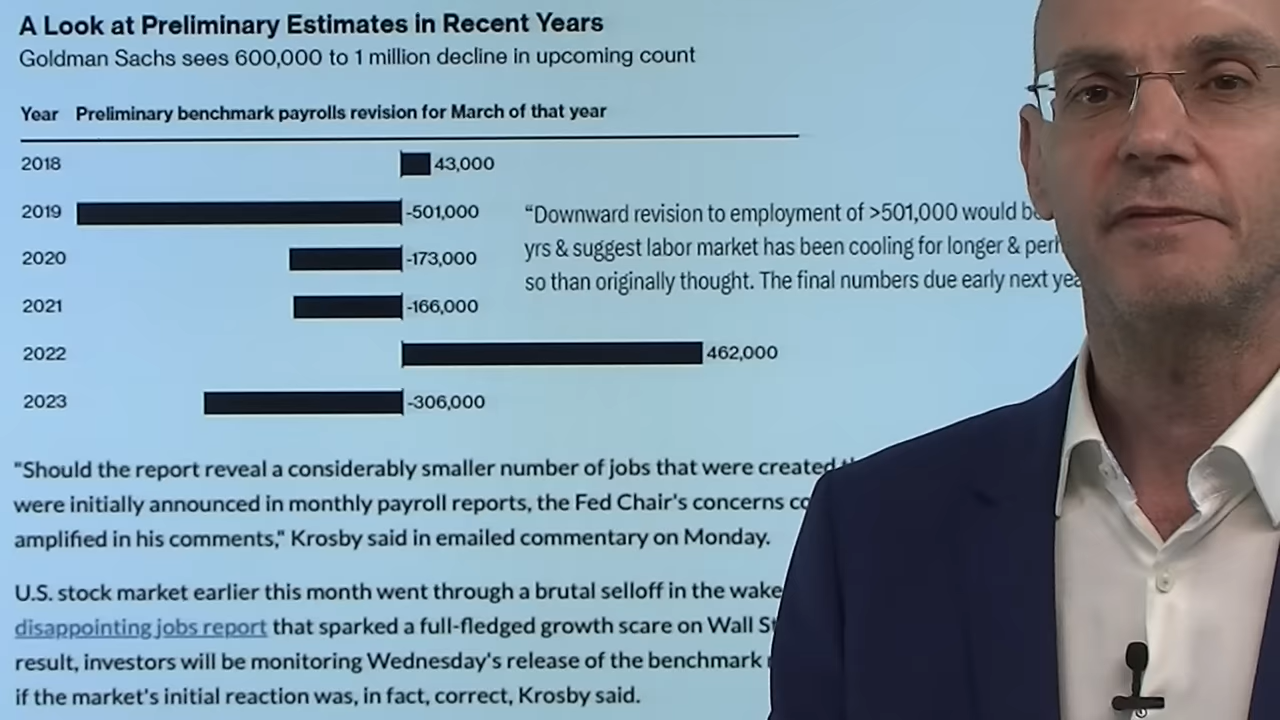 A Look at Preliminary Estimates in Recent Years
Goldman Sachs sees 600,000 to 1 million decline in upcoming count
Year Preliminary benchmark payrolls revision for March of that year
2018 43,000
2019 -501,000
2020 -173,000
2021 -166,000
2022 462,000
2023 -306,000
“Downward revision to employment of >501,000 would
yrs & suggest labor market has been cooling for longer &
so than originally thought. The final numbers due early next
"Should the report reveal a considerably smaller number of jobs that were created
were initially announced in monthly payroll reports, the Fed Chair's concerns
amplified in his comments," Krosby said in emailed commentary on Monday.
U.S. stock market earlier this month went through a brutal selloff in the wake
disappointing jobs report that sparked a full-fledged growth scare on Wall
result, investors will be monitoring Wednesday's release of the benchmark
if the market's initial reaction was, in fact, correct, Krosby said.